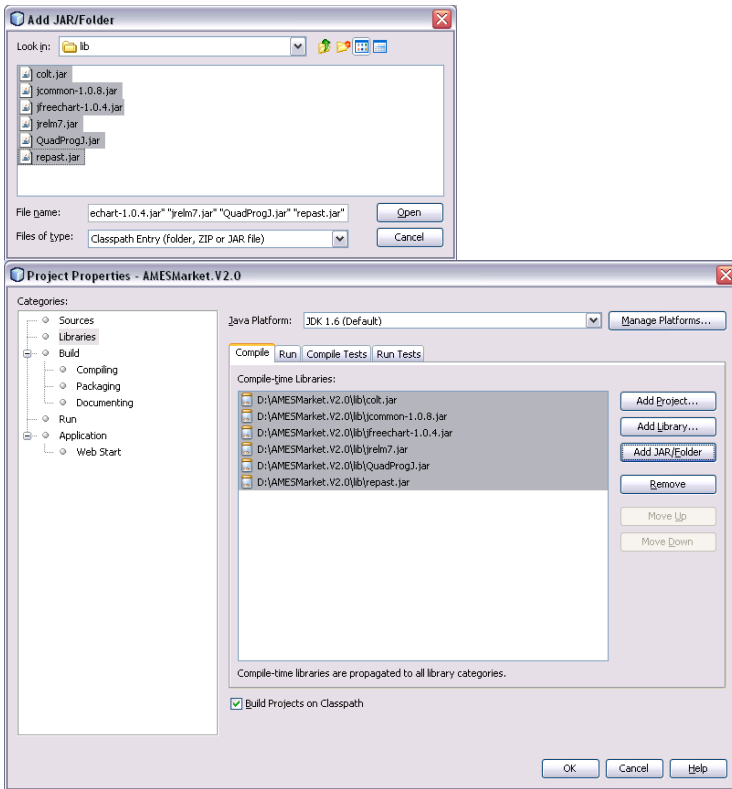 Add JAR/Folder
Look in: lib
colt.jar
jcommon-1.0.8.jar
jfreechart-1.0.4.jar
jrelm7.jar
QuadProgJ.jar
repast.jar
File name: echart-1.0.4.jar" "jrelm7.jar" "QuadProgJ.jar" "repast.jar" Open
Files of type: Classpath Entry (folder, ZIP or JAR file) Cancel
Project Properties - AMESMarket.V2.0
Categories:
Sources
Libraries
Build
Compiling
Packaging
Documenting
Run
Application
Web Start
Java Platform: JDK 1.6 (Default) Manage Platforms...
Compile Run Compile Tests Run Tests
Compile-time Libraries:
D:\AMESMarket.V2.0\lib\colt.jar
D:\AMESMarket.V2.0\lib\jcommon-1.0.8.jar
D:\AMESMarket.V2.0\lib\jfreechart-1.0.4.jar
D:\AMESMarket.V2.0\lib\jrelm7.jar
D:\AMESMarket.V2.0\lib\QuadProgJ.jar
D:\AMESMarket.V2.0\lib\repast.jar
Add Project...
Add Library...
Add JAR/Folder
Remove
Move Up
Move Down
Compile-time libraries are propagated to all library categories.
Build Projects on Classpath
OK Cancel Help